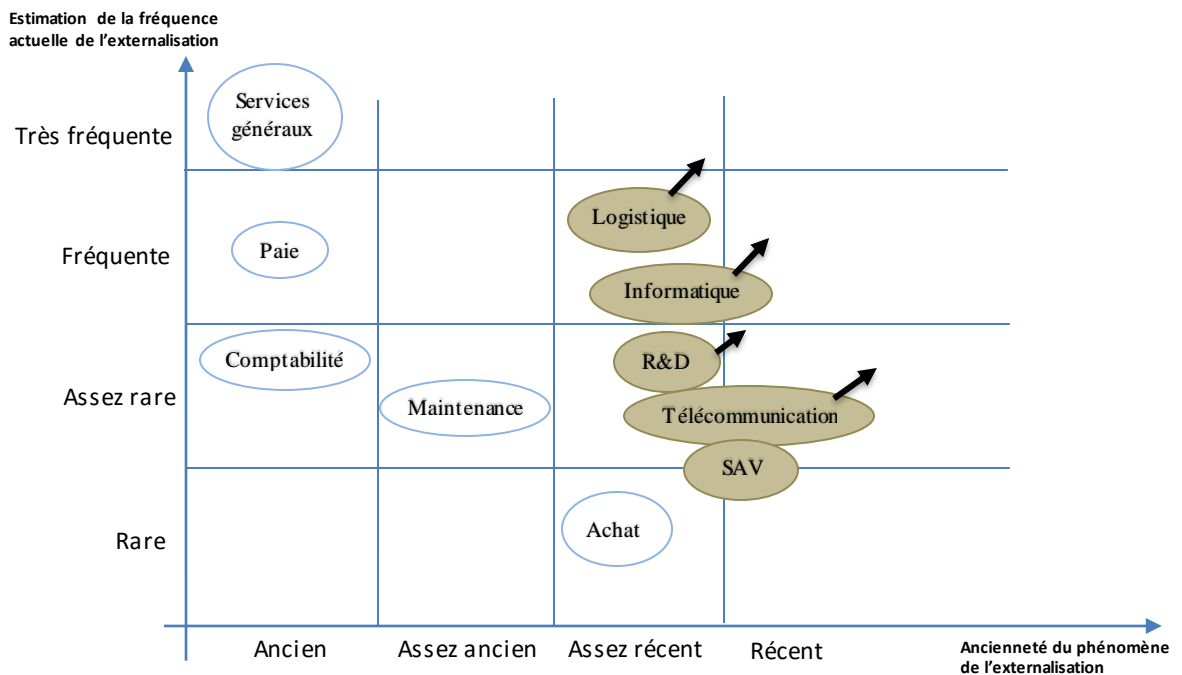 Estimation de la fréquence
actuelle de l'externalisation
Services
généraux
Très fréquente
Logistique
Paie
Fréquente
Informatique
Comptabilité
R&D
Assez rare
Maintenance
Télécommunication
SAV
Achat
Rare
Ancien
Assez ancien
Assez récent
Récent
Ancienneté du phénomène
de l'externalisation